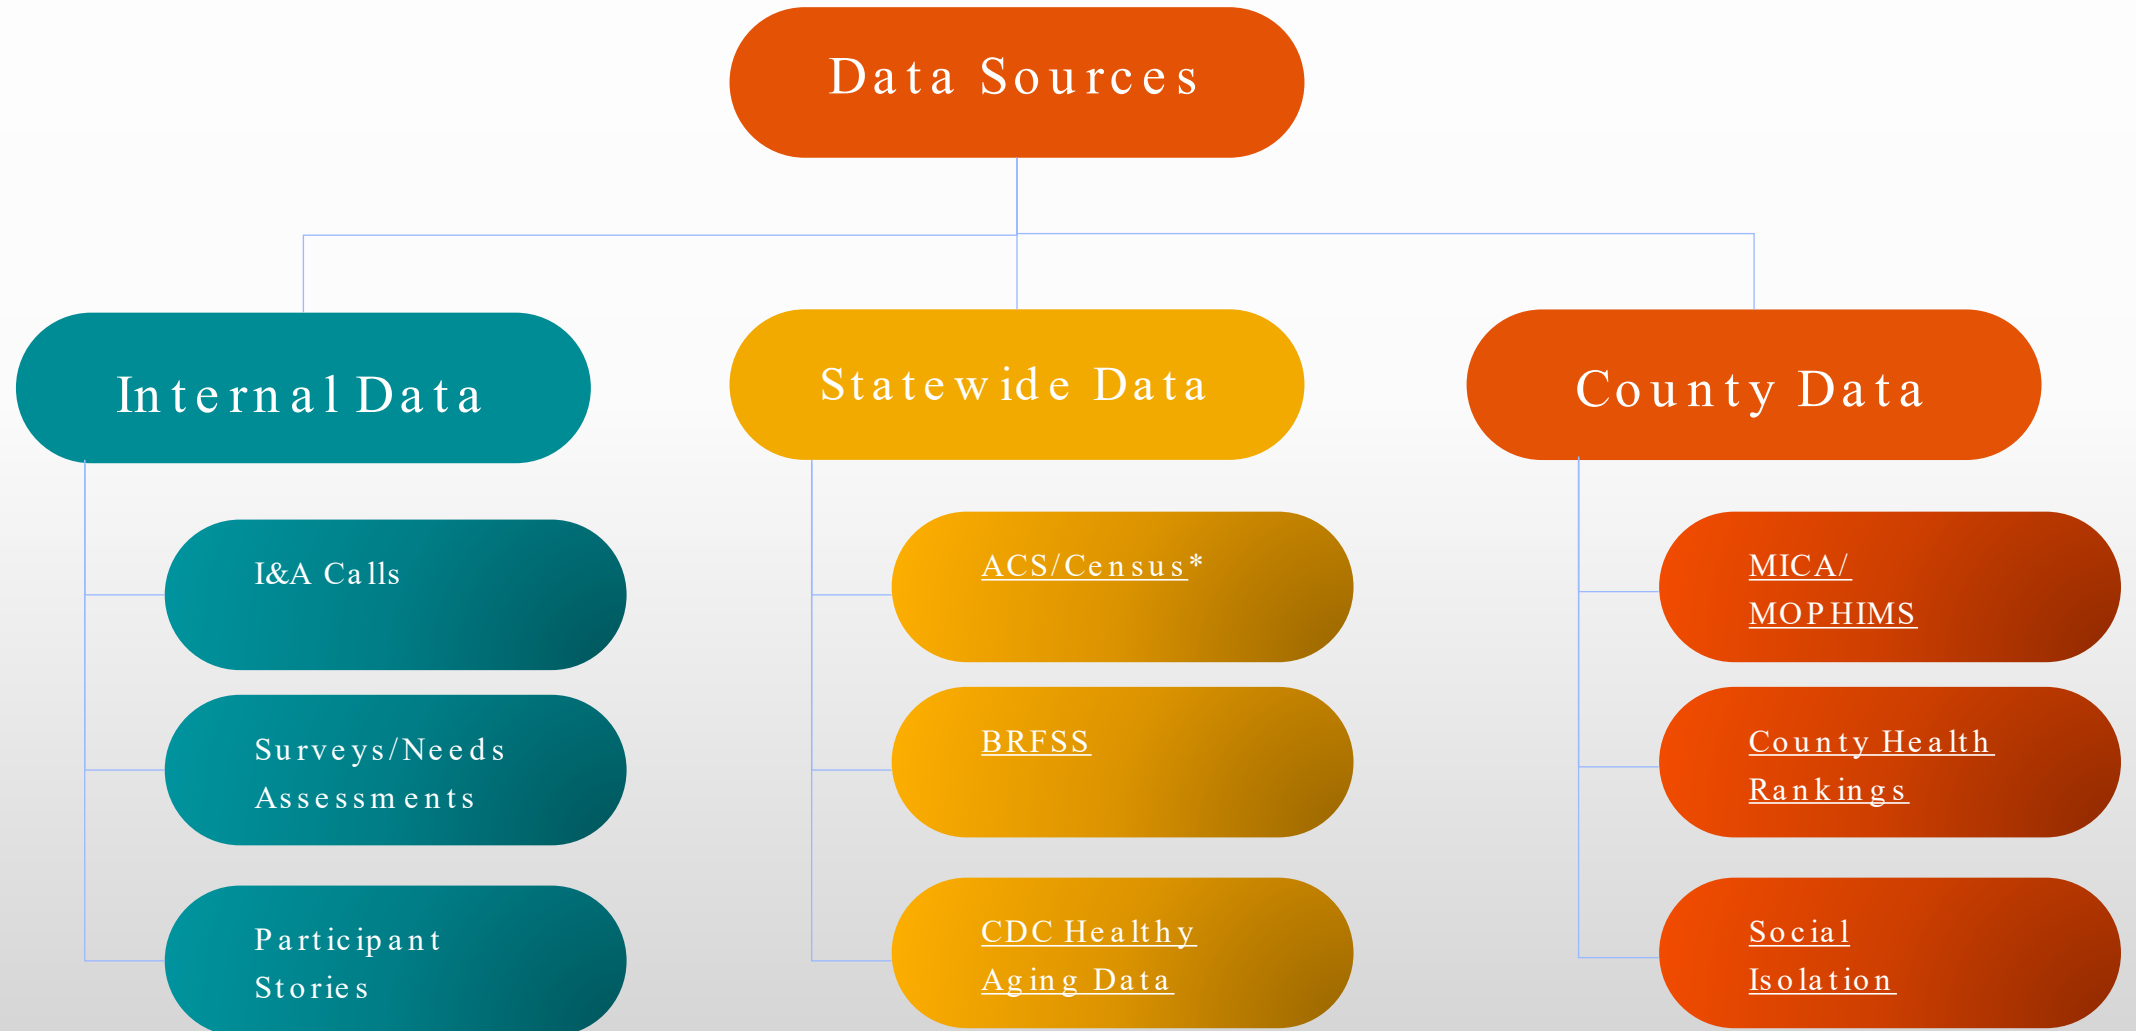 Data Sources
Internal Data
Statewide Data
County Data
I&A Calls
Surveys/Needs
Assessments
Participant
Stories
ACS/Census*
BRFSS
CDC Healthy
Aging Data
MICA/
MOPHIMS
County Health
Rankings
Social
Isolation